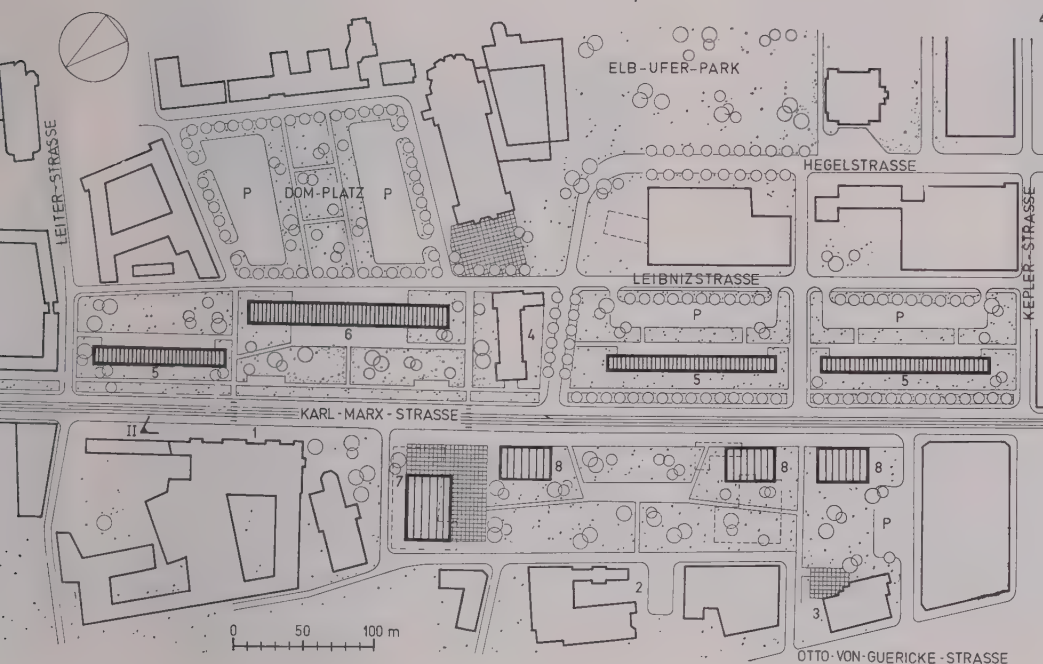 4
ELB-UFER-PARK
LEITER-STRASSE
HEGELSTRASSE
P DOM-PLATZ P
KEPLER-STRASSE
LEIBNIZSTRASSE
P
P
6
4
5
5
5
KARL-MARX-STRASSE
II
1
7
8
8
8
P
2
3
0 50 100 m
OTTO-VON-GUERICKE-STRASSE